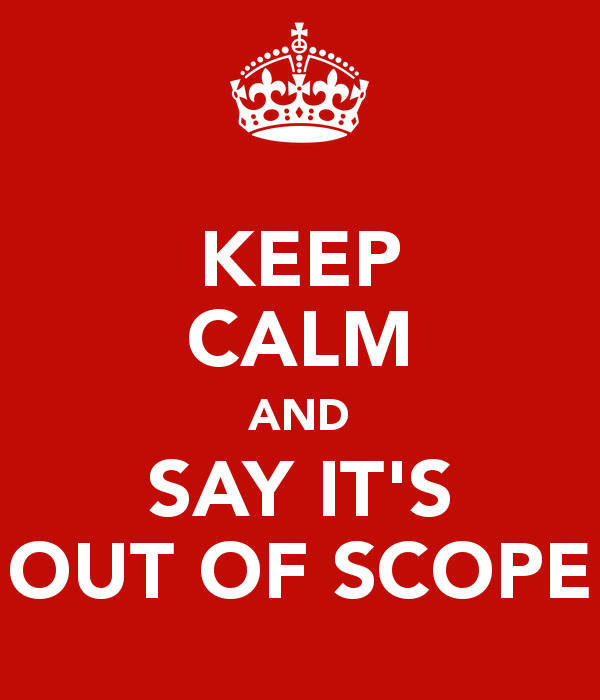 KEEP
CALM
AND
SAY IT'S
OUT OF SCOPE